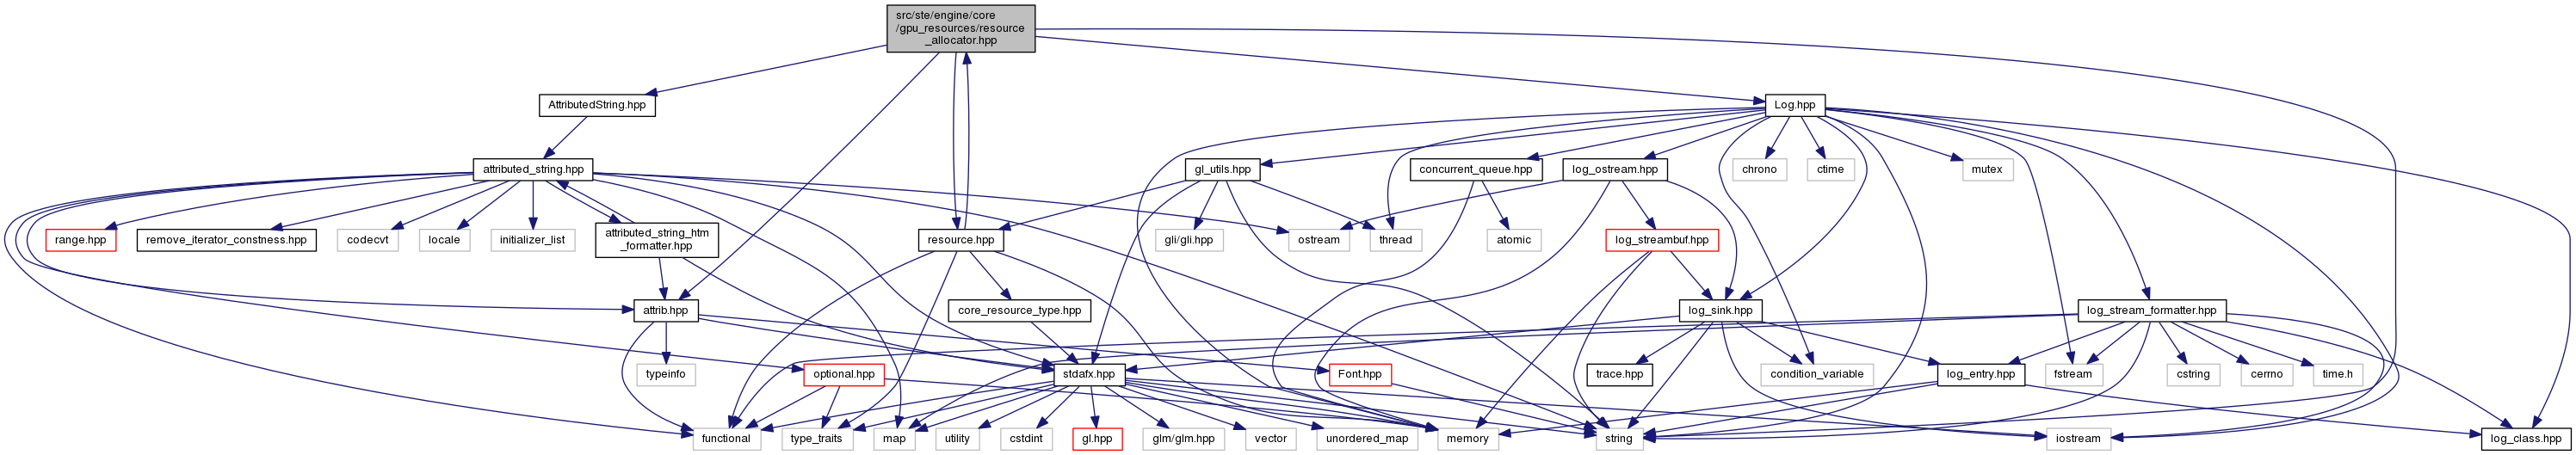 src/ste/engine/core
/gpu_resources/resource
_allocator.hpp
AttributedString.hpp
Log.hpp
attributed_string.hpp
gl_utils.hpp
concurrent_queue.hpp
log_ostream.hpp
chrono
ctime
mutex
range.hpp
remove_iterator_constness.hpp
codecvt
locale
initializer_list
attributed_string_htm
_formatter.hpp
resource.hpp
gli/gli.hpp
ostream
thread
atomic
log_streambuf.hpp
attrib.hpp
core_resource_type.hpp
log_sink.hpp
log_stream_formatter.hpp
typeinfo
optional.hpp
stdafx.hpp
Font.hpp
trace.hpp
condition_variable
log_entry.hpp
fstream
cstring
cerrno
time.h
functional
type_traits
map
utility
cstdint
gl.hpp
glm/glm.hpp
vector
unordered_map
memory
string
iostream
log_class.hpp